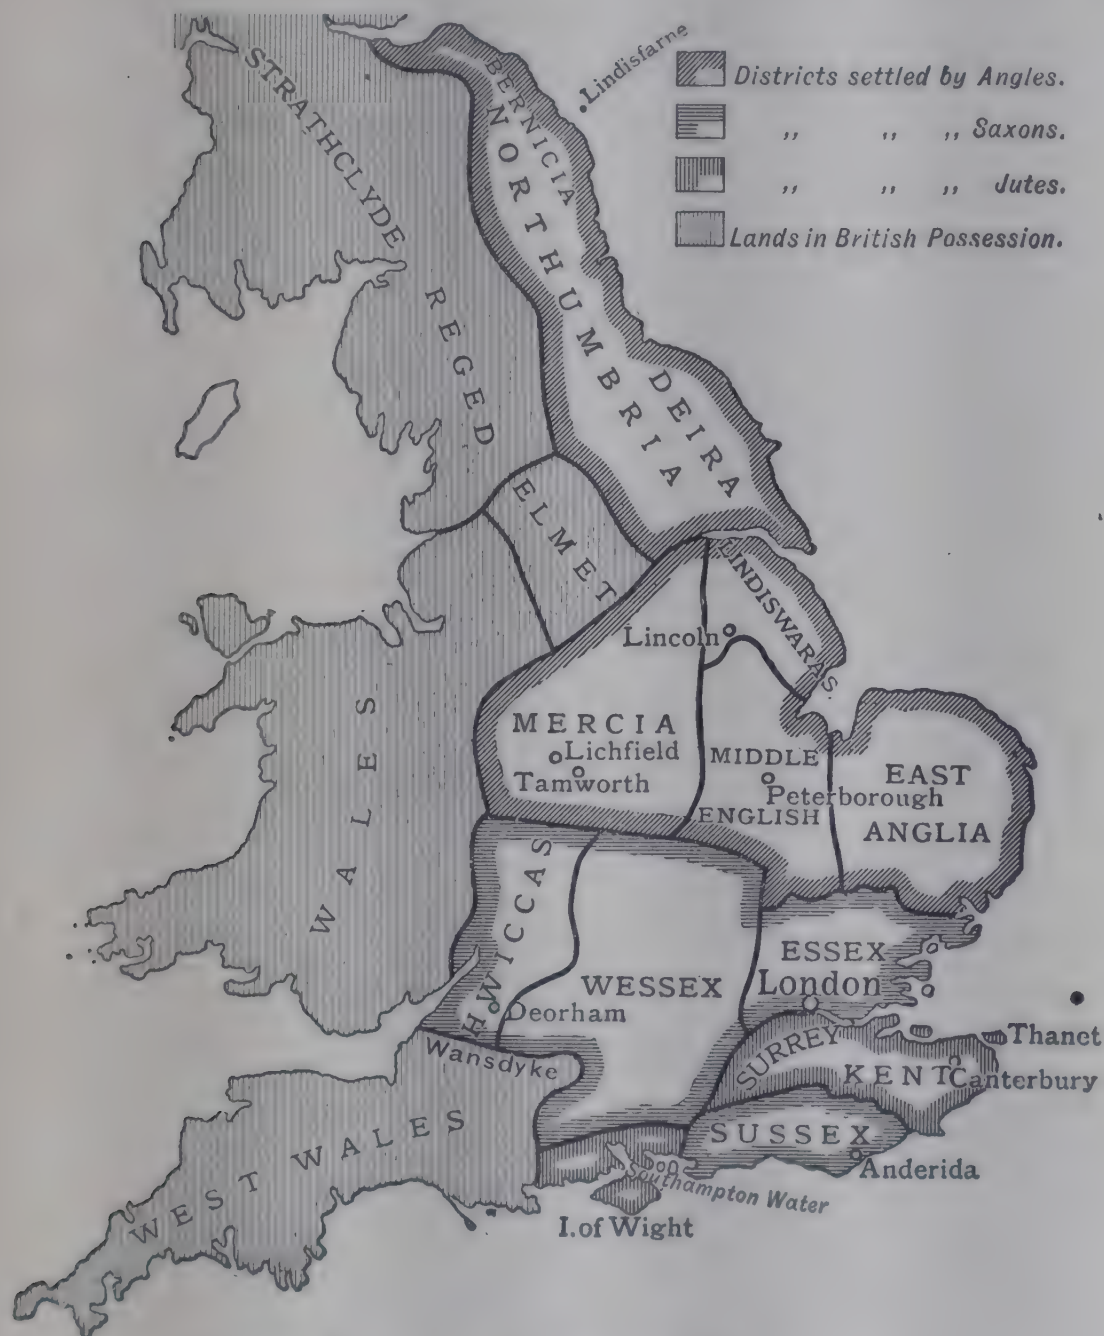 Districts settled by Angles.
,, ,, ,, Saxons.
,, ,, ,, Jutes.
Lands in British Possession.
STRATHCLYDE
BERNICIA
Lindisfarne
NORTHUMBRIA
REGED
DEIRA
ELMET
LINDISWARAS.
Lincoln
MERCIA
Lichfield
Tamworth
MIDDLE
ENGLISH
Peterborough
EAST
ANGLIA
WALES
HWICCAS
WESSEX
Deorham
ESSEX
London
Wansdyke
SURREY
KENT
Thanet
Canterbury
SUSSEX
Anderida
WEST WALES
Southampton Water
I. of Wight